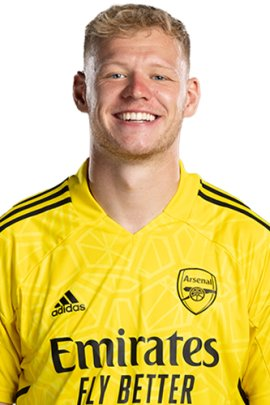 Arsenal
adidas
Emirates
FLY BETTER